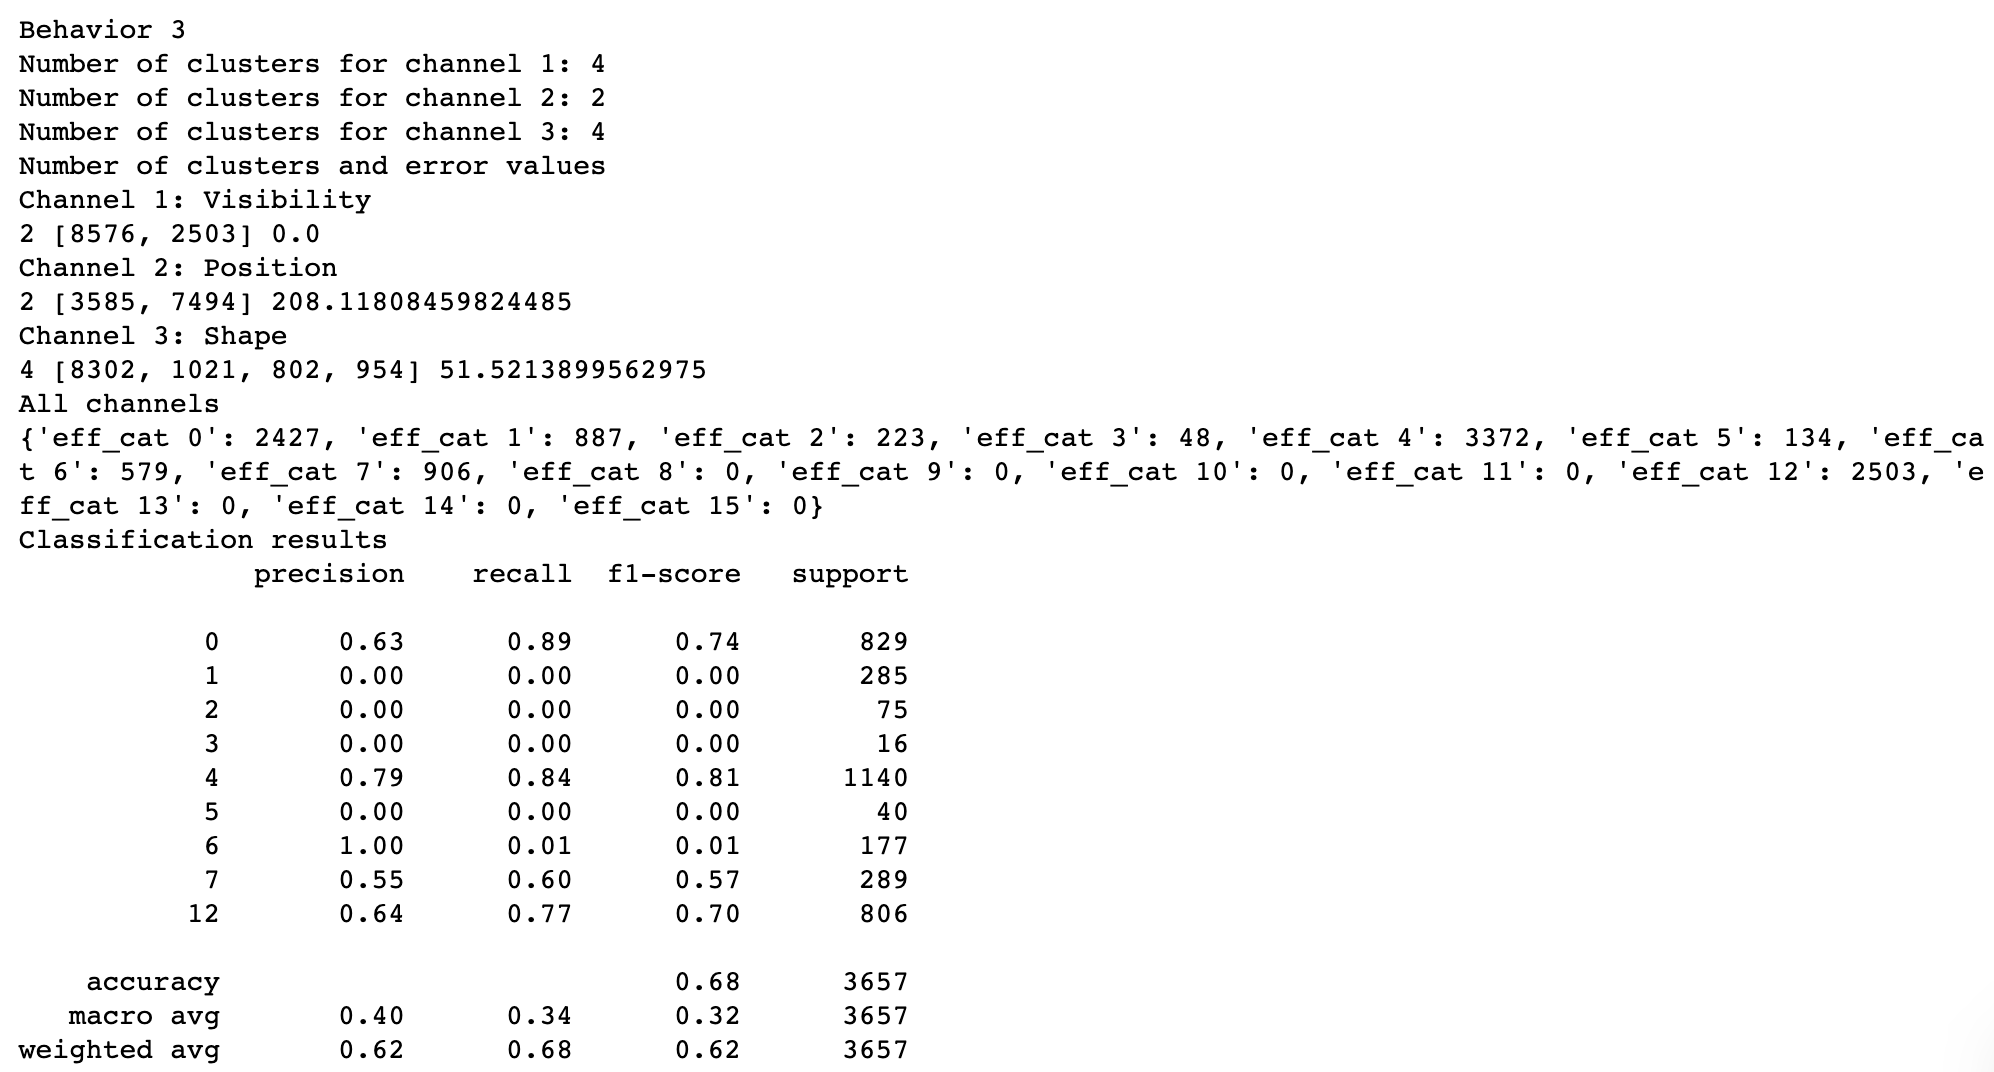 Behavior 3
Number of clusters for channel 1: 4
Number of clusters for channel 2: 2
Number of clusters for channel 3: 4
Number of clusters and error values
Channel 1: Visibility
2 [8576, 2503] 0.0
Channel 2: Position
2 [3585, 7494] 208.11808459824485
Channel 3: Shape
4 [8302, 1021, 802, 954] 51.5213899562975
All channels
{'eff_cat 0': 2427, 'eff_cat 1': 887, 'eff_cat 2': 223, 'eff_cat 3': 48, 'eff_cat 4': 3372, 'eff_cat 5': 134, 'eff_ca
t 6': 579, 'eff_cat 7': 906, 'eff_cat 8': 0, 'eff_cat 9': 0, 'eff_cat 10': 0, 'eff_cat 11': 0, 'eff_cat 12': 2503, 'e
ff_cat 13': 0, 'eff_cat 14': 0, 'eff_cat 15': 0}
Classification results
              precision    recall  f1-score   support

           0       0.63      0.89      0.74       829
           1       0.00      0.00      0.00       285
           2       0.00      0.00      0.00        75
           3       0.00      0.00      0.00        16
           4       0.79      0.84      0.81      1140
           5       0.00      0.00      0.00        40
           6       1.00      0.01      0.01       177
           7       0.55      0.60      0.57       289
          12       0.64      0.77      0.70       806

    accuracy                           0.68      3657
   macro avg       0.40      0.34      0.32      3657
weighted avg       0.62      0.68      0.62      3657